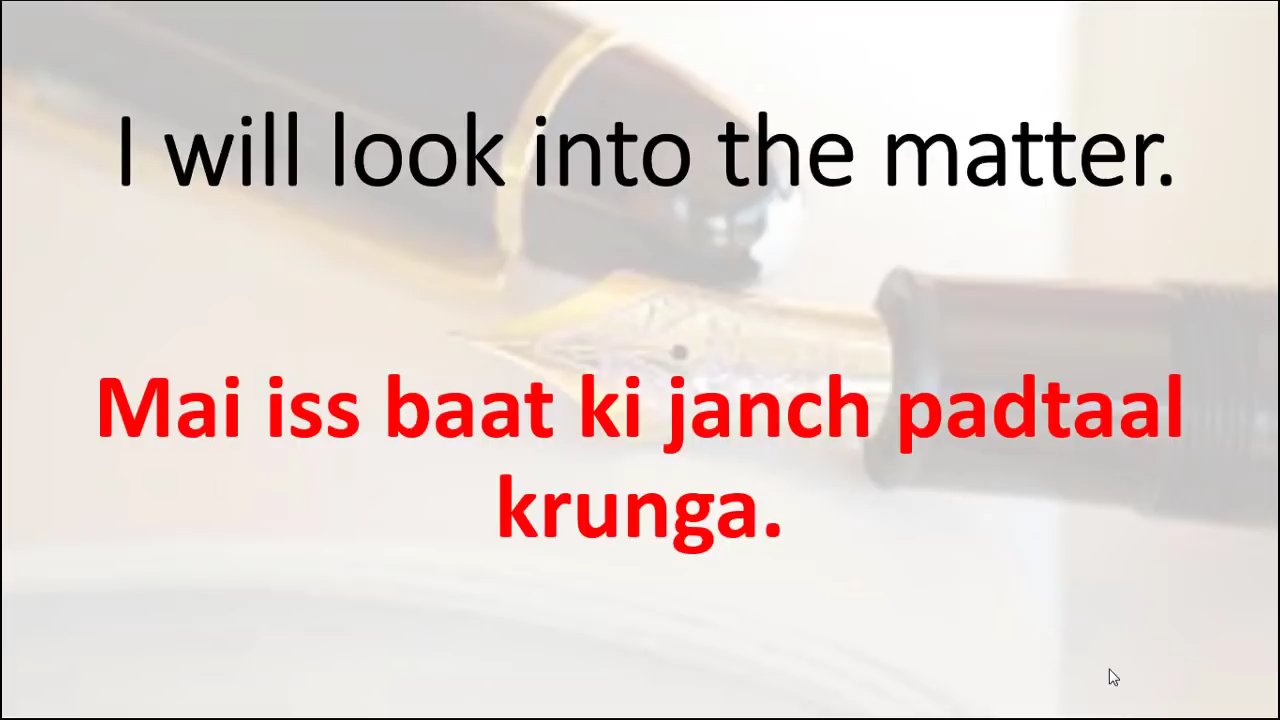 I will look into the matter.
Mai iss baat ki janch padtaal
krunga.